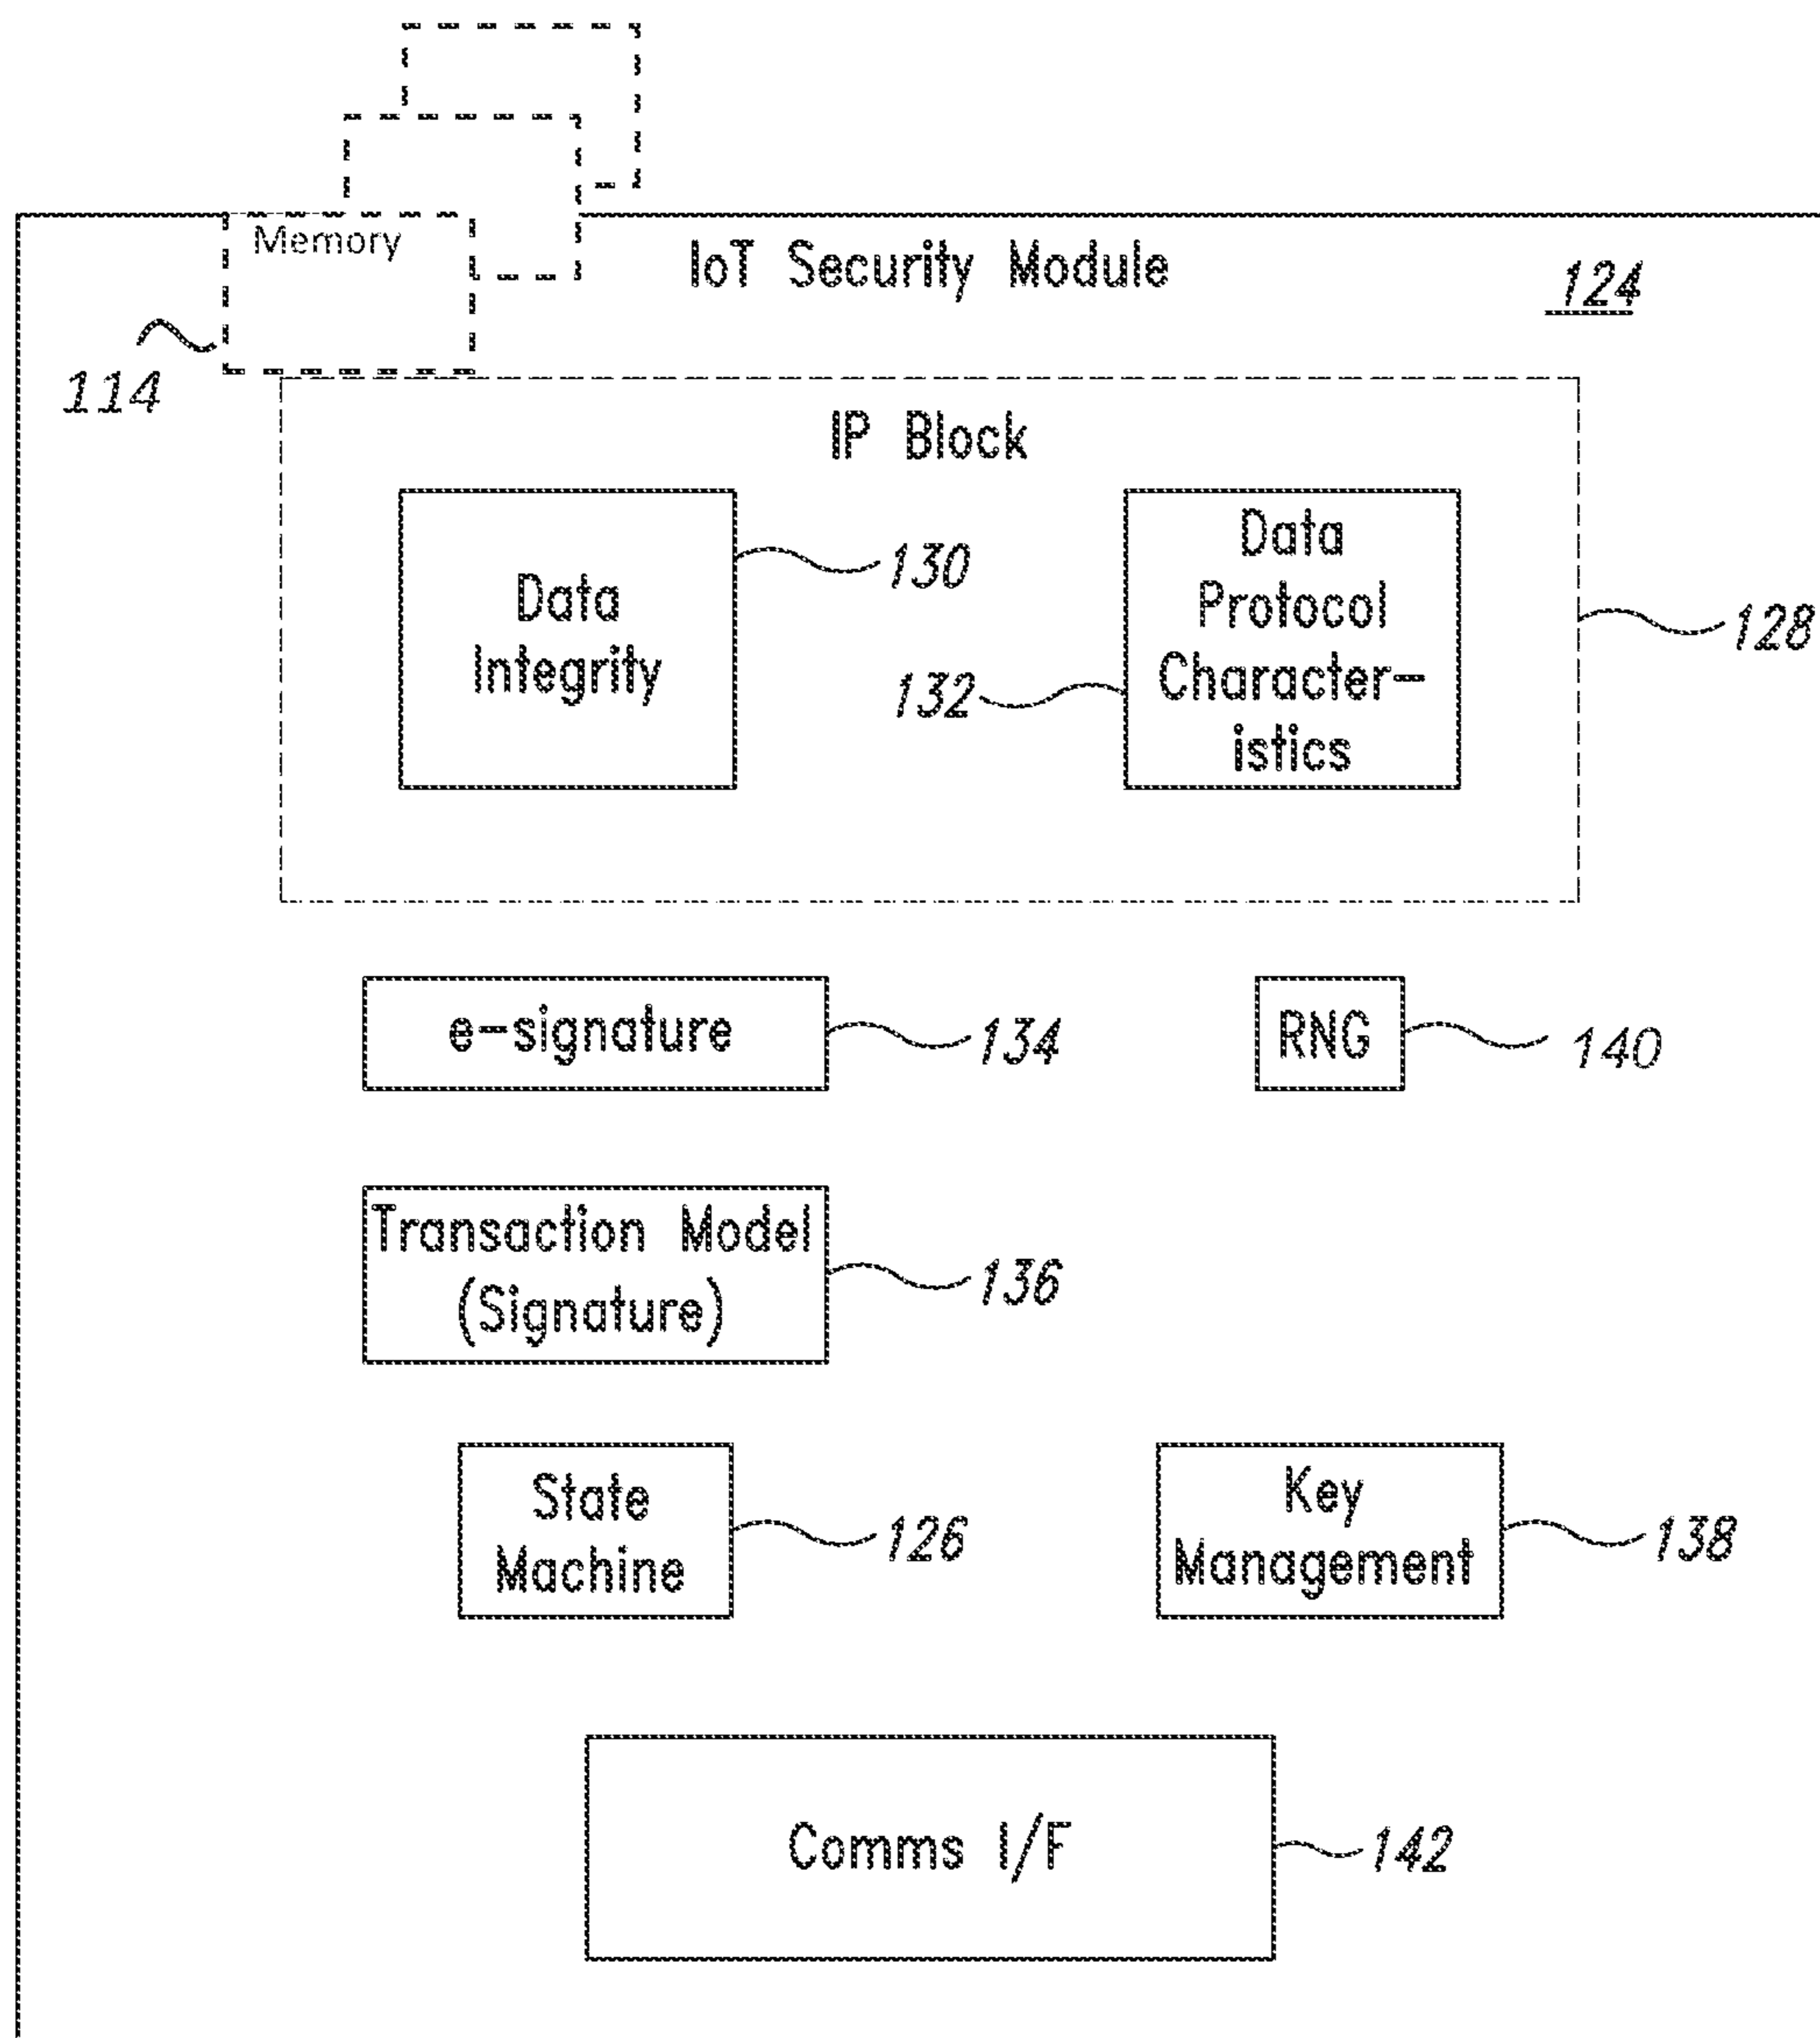 Memory
IoT Security Module
124
114
IP Block
Data
Integrity
130
Data
Protocol
Character-
istics
132
128
e-signature
134
RNG
140
Transaction Model
(Signature)
136
State
Machine
126
Key
Management
138
Comms I/F
142